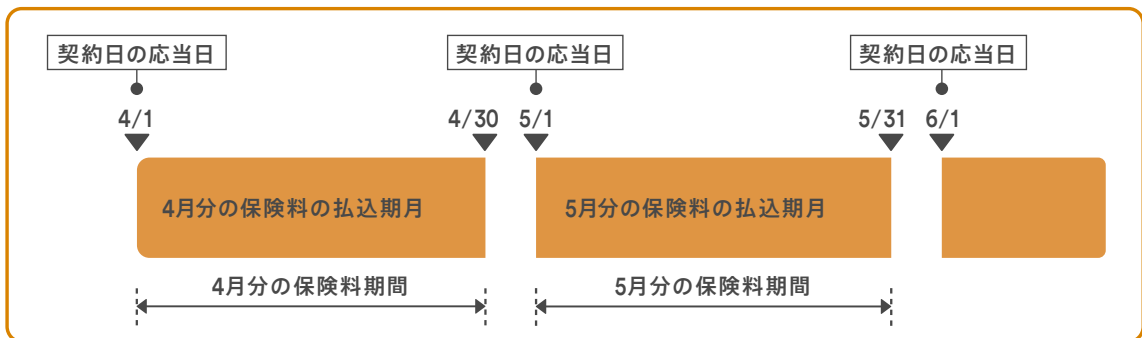 契約日の応当日
契約日の応当日
契約日の応当日
4/1
4/30
5/1
5/31
6/1
4月分の保険料の払込期月
5月分の保険料の払込期月
4月分の保険料期間
5月分の保険料期間